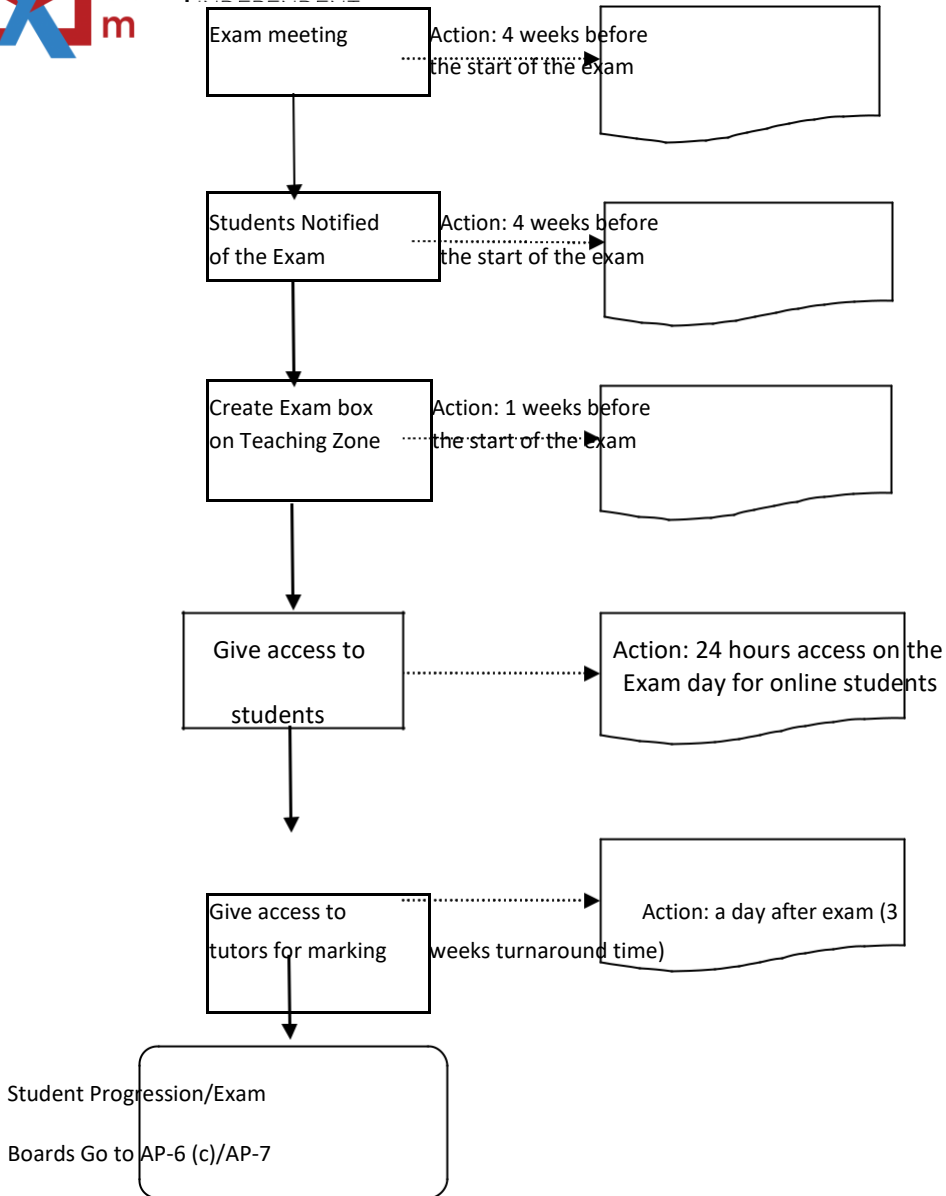 m
Exam meeting
Action: 4 weeks before
the start of the exam
Students Notified
of the Exam
Action: 4 weeks before
the start of the exam
Create Exam box
on Teaching Zone
Action: 1 weeks before
the start of the exam
Give access to
students
Action: 24 hours access on the
Exam day for online students
Give access to
tutors for marking
Action: a day after exam (3
weeks turnaround time)
Student Progression/Exam
Boards Go to AP-6 (c)/AP-7